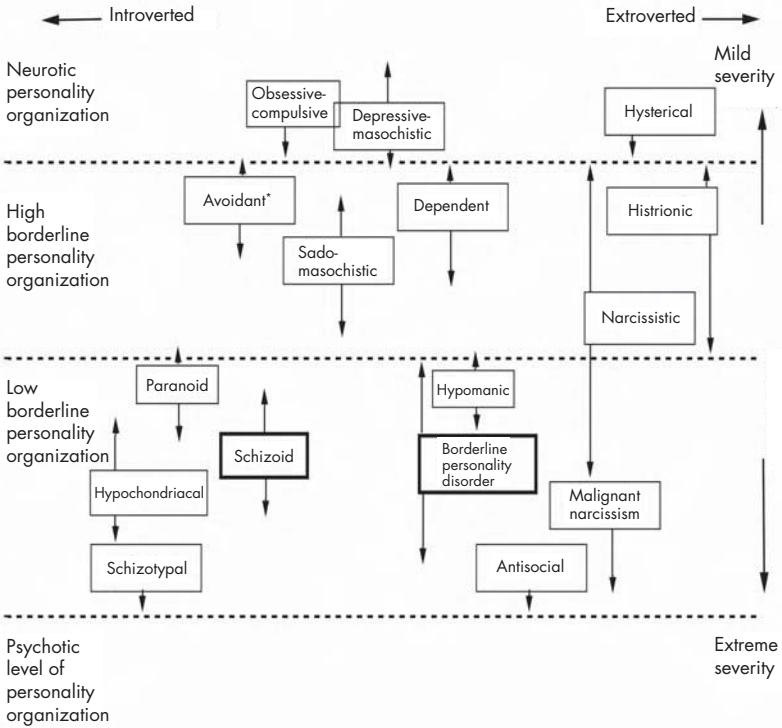 Introverted
Extroverted
Mild
severity
Neurotic
personality
organization
Obsessive-
compulsive
Depressive-
masochistic
Hysterical
High
borderline
personality
organization
Avoidant*
Dependent
Histrionic
Sado-
masochistic
Narcissistic
Low
borderline
personality
organization
Paranoid
Hypomanic
Schizoid
Borderline
personality
disorder
Hypochondriacal
Malignant
narcissism
Schizotypal
Antisocial
Psychotic
level of
personality
organization
Extreme
severity